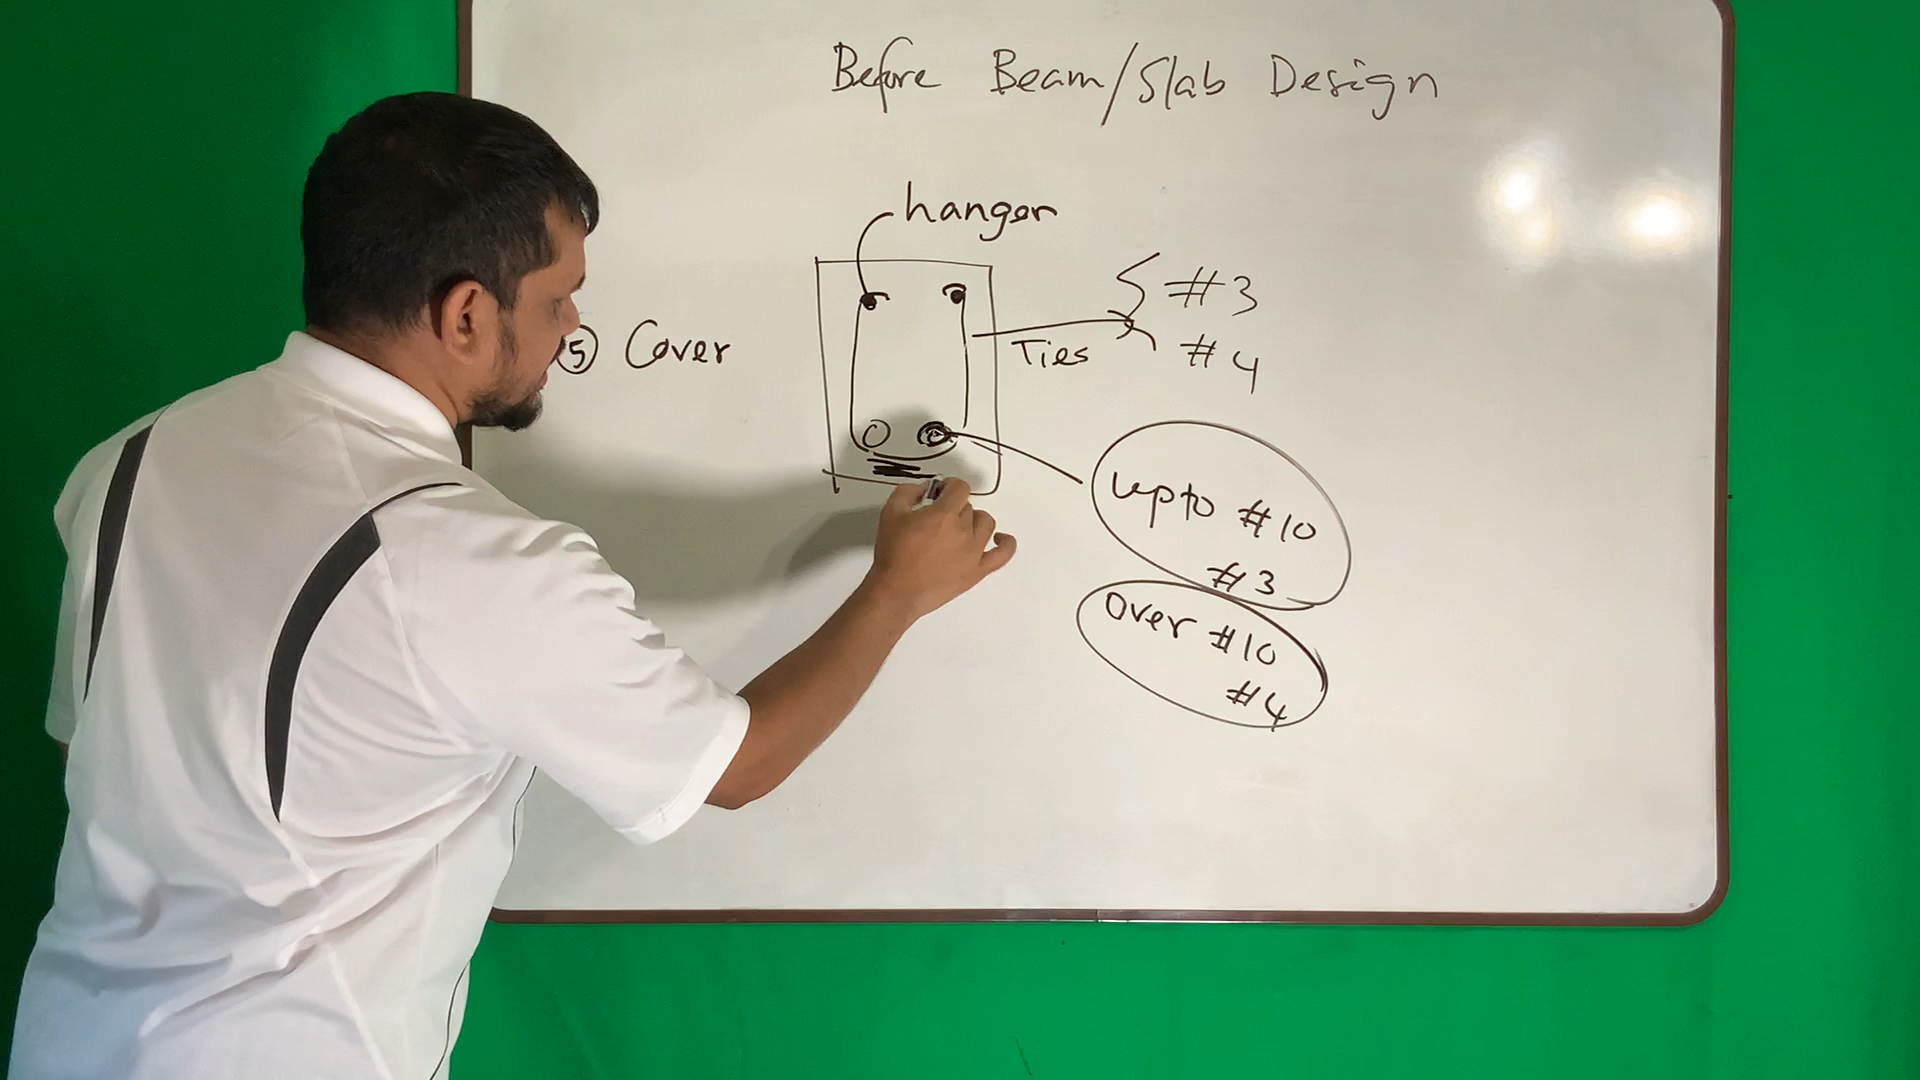 Before Beam/Slab Design
hanger
#3
⑤ Cover
Ties
#4
Upto #10
#3
Over #10
#4